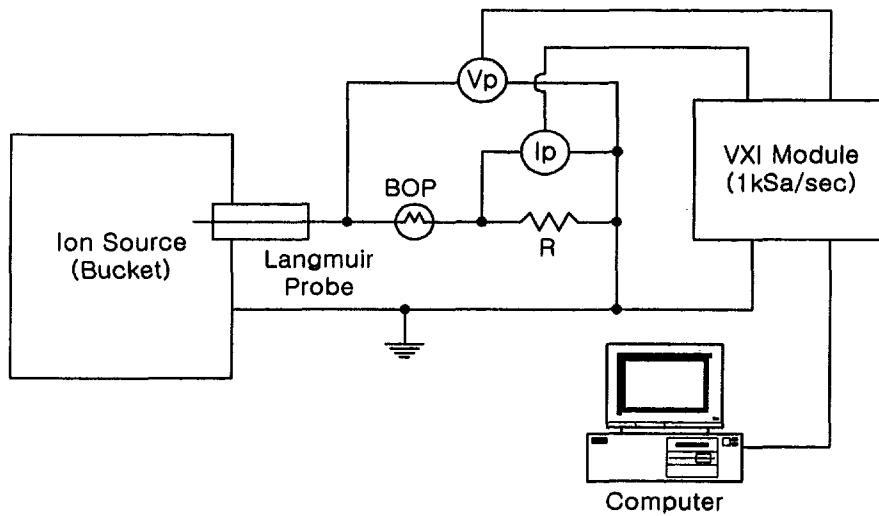 Vp
Ip
VXI Module
(1kSa/sec)
BOP
Ion Source
(Bucket)
Langmuir
Probe
R
Computer